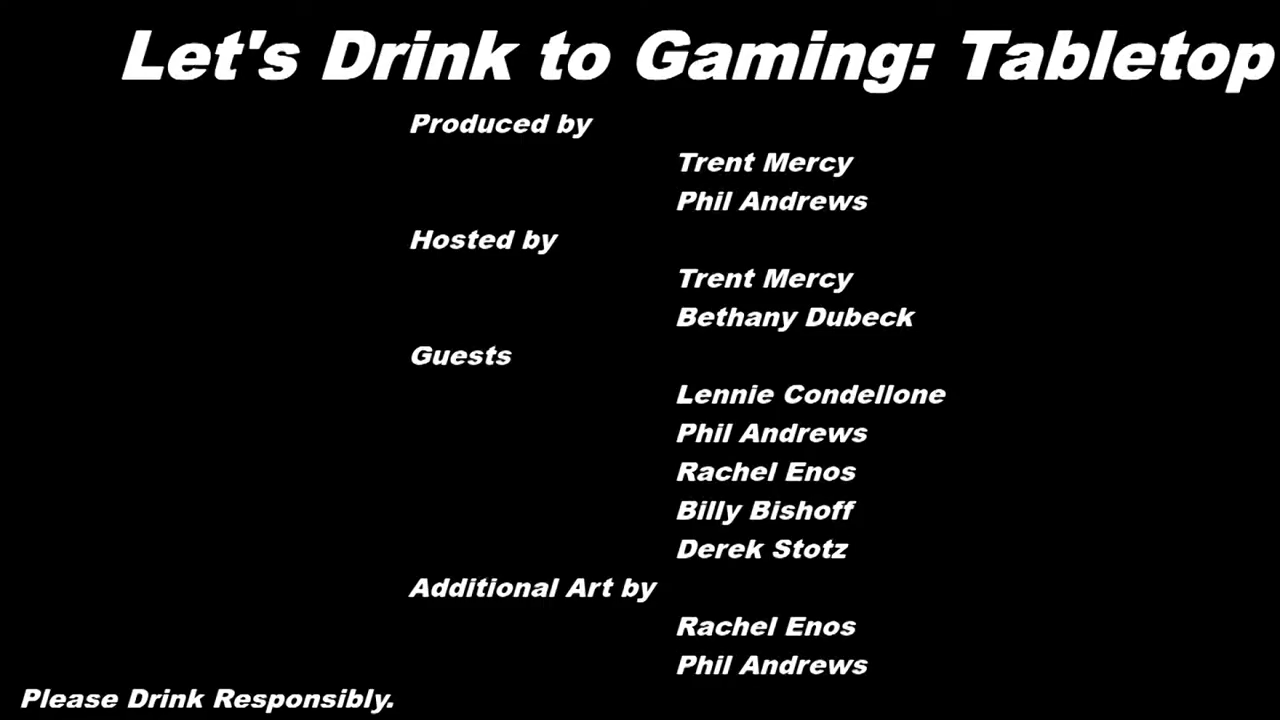 Let's Drink to Gaming: Tabletop
Produced by
Trent Mercy
Phil Andrews
Hosted by
Trent Mercy
Bethany Dubeck
Guests
Lennie Condellone
Phil Andrews
Rachel Enos
Billy Bishoff
Derek Stotz
Additional Art by
Rachel Enos
Phil Andrews
Please Drink Responsibly.